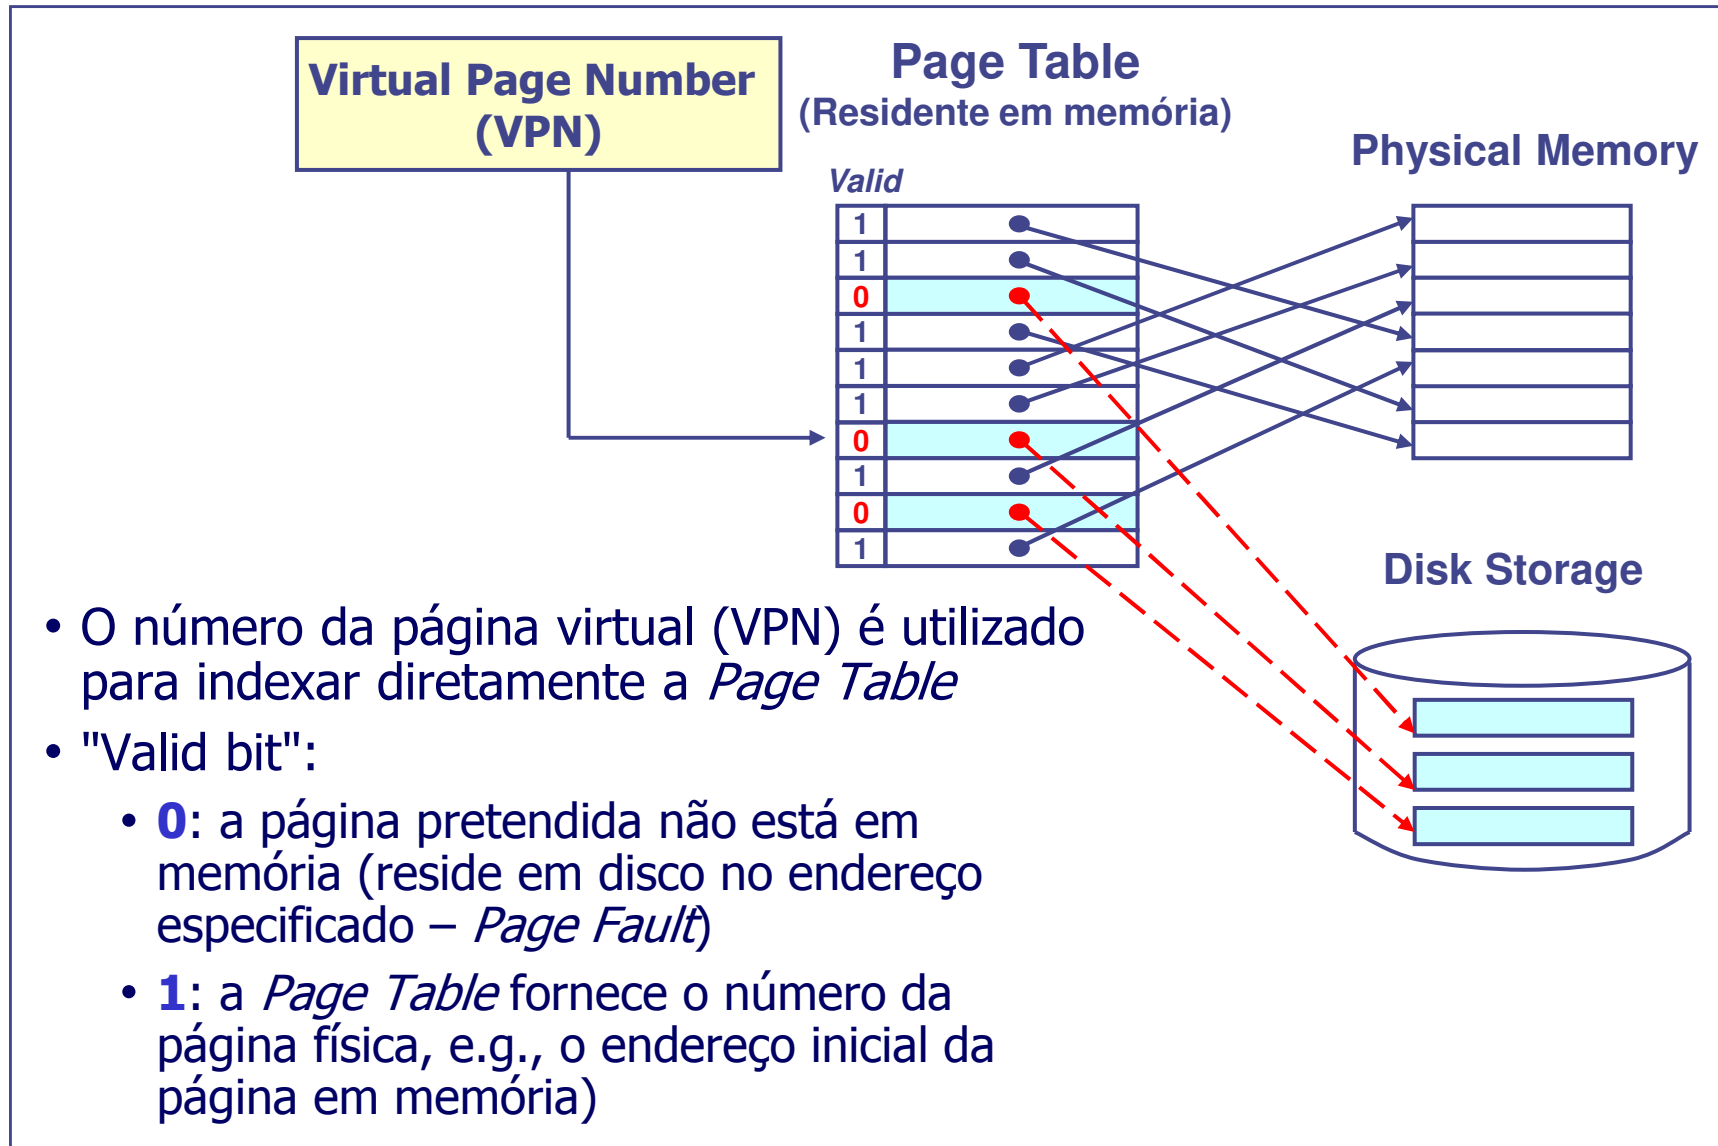 Virtual Page Number
(VPN)
Page Table
(Residente em memória)
Physical Memory
Valid
1
1
0
1
1
1
0
1
0
1
Disk Storage
• O número da página virtual (VPN) é utilizado
para indexar diretamente a Page Table
• "Valid bit":
• 0: a página pretendida não está em
memória (reside em disco no endereço
especificado – Page Fault)
• 1: a Page Table fornece o número da
página física, e.g., o endereço inicial da
página em memória)